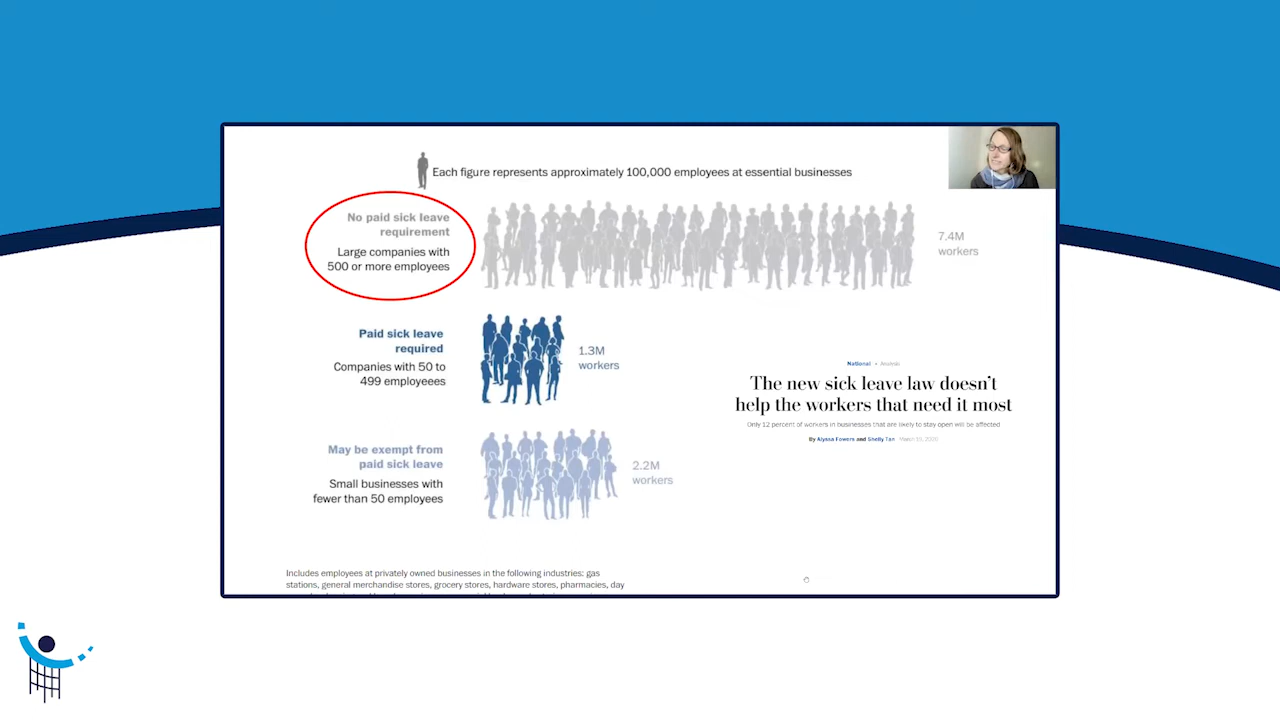 Each figure represents approximately 100,000 employees at essential businesses
No paid sick leave
requirement
Large companies with
500 or more employees
7.4M
workers
Paid sick leave
required
Companies with 50 to
499 employeees
1.3M
workers
National • Analysis
The new sick leave law doesn't
help the workers that need it most
Only 12 percent of workers in businesses that are likely to stay open will be affected
By Alyssa Fowers and Shelly Tan
May be exempt from
paid sick leave
Small businesses with
fewer than 50 employees
2.2M
workers
Includes employees at privately owned businesses in the following industries: gas
stations, general merchandise stores, grocery stores, hardware stores, pharmacies, day